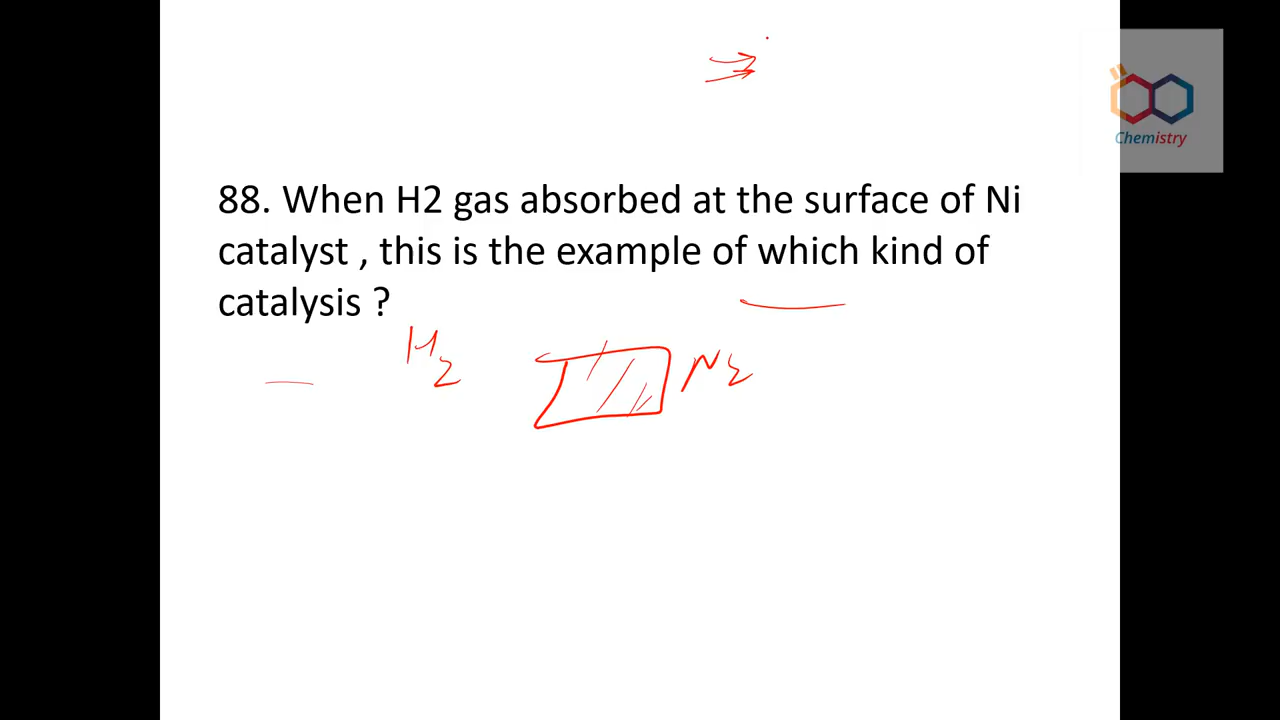 Chemistry
88. When H2 gas absorbed at the surface of Ni
catalyst , this is the example of which kind of
catalysis ?
H2